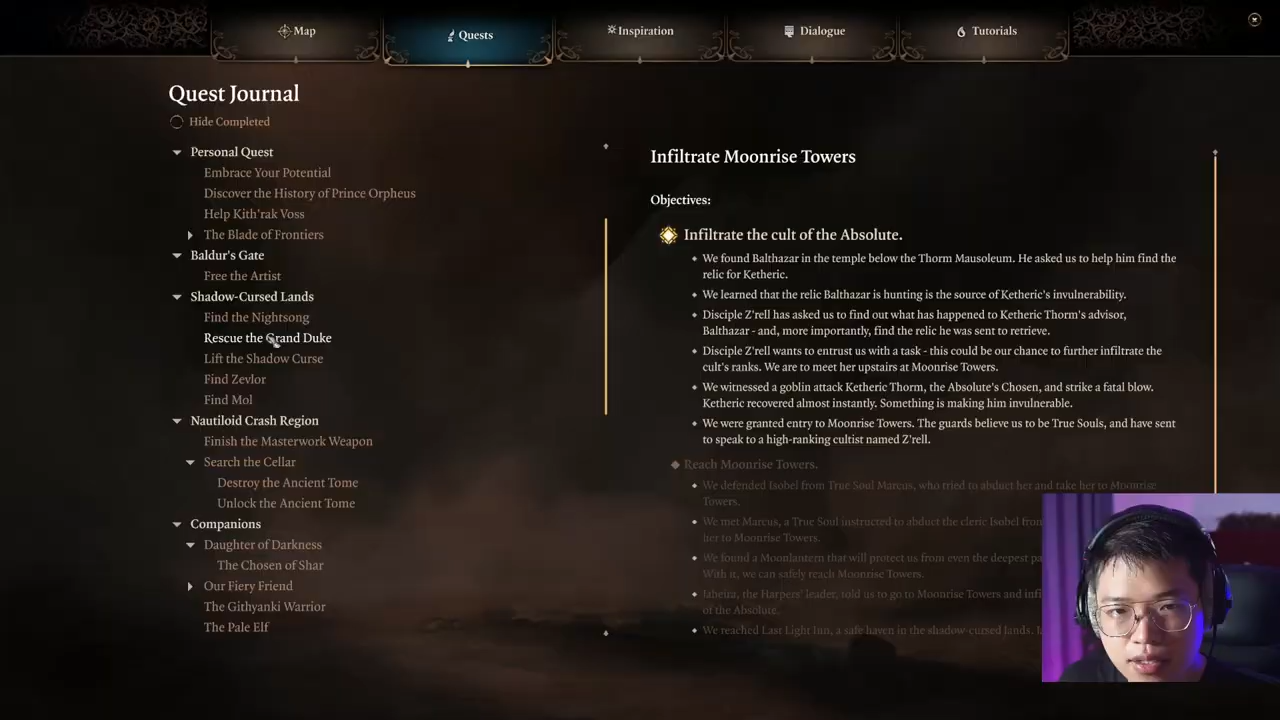 Map
Quests
Inspiration
Dialogue
Tutorials
Quest Journal
Hide Completed
Personal Quest
Embrace Your Potential
Discover the History of Prince Orpheus
Help Kith'rak Voss
The Blade of Frontiers
Baldur's Gate
Free the Artist
Shadow-Cursed Lands
Find the Nightsong
Rescue the Grand Duke
Lift the Shadow Curse
Find Zevlor
Find Mol
Nautiloid Crash Region
Finish the Masterwork Weapon
Search the Cellar
Destroy the Ancient Tome
Unlock the Ancient Tome
Companions
Daughter of Darkness
The Chosen of Shar
Our Fiery Friend
The Githyanki Warrior
The Pale Elf
Infiltrate Moonrise Towers
Objectives:
Infiltrate the cult of the Absolute.
We found Balthazar in the temple below the Thorm Mausoleum. He asked us to help him find the
relic for Ketheric.
We learned that the relic Balthazar is hunting is the source of Ketheric's invulnerability.
Disciple Z'rell has asked us to find out what has happened to Ketheric Thorm's advisor,
Balthazar - and, more importantly, find the relic he was sent to retrieve.
Disciple Z'rell wants to entrust us with a task - this could be our chance to further infiltrate the
cult's ranks. We are to meet her upstairs at Moonrise Towers.
We witnessed a goblin attack Ketheric Thorm, the Absolute's Chosen, and strike a fatal blow.
Ketheric recovered almost instantly. Something is making him invulnerable.
We were granted entry to Moonrise Towers. The guards believe us to be True Souls, and have sent
to speak to a high-ranking cultist named Z'rell.
Reach Moonrise Towers.
We defended Isobel from True Soul Marcus, who tried to abduct her and take her to Moonrise
Towers.
We met Marcus, a True Soul instructed to abduct the cleric Isobel from
her to Moonrise Towers.
We found a Moonlantern that will protect us from even the deepest
With it, we can safely reach Moonrise Towers.
Jaheira, the Harpers' leader, told us to go to Moonrise Towers and
of the Absolute.
We reached Last Light Inn, a safe haven in the shadow-cursed lands.